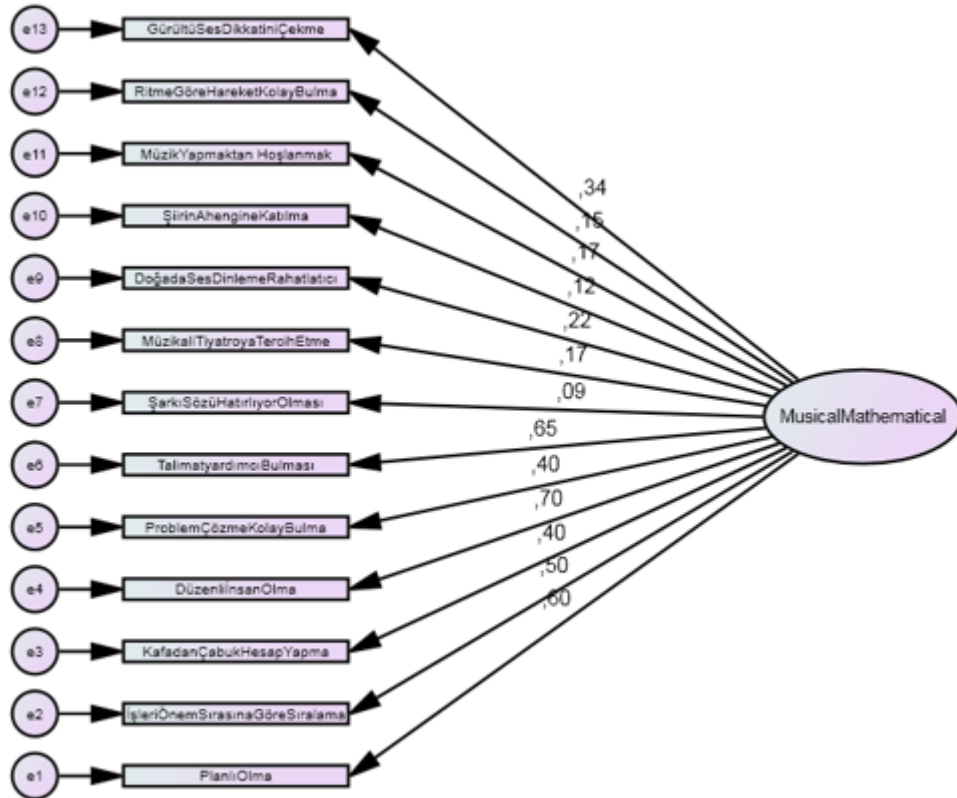 e13 GürültüSesDikkatiniÇekme
e12 RitmeGöreHareketKolayBulma
e11 MüzikYapmaktan Hoşlanmak
e10 ŞiirinAhengineKatılma
e9 DoğadaSesDinlemeRahatlatıcı
e8 MüzikaliTiyatroyaTercihEtme
e7 ŞarkıSözüHatırlıyorOlması
e6 TalimatyardımcıBulması
e5 ProblemÇözmeKolayBulma
e4 DüzenliİnsanOlma
e3 KafadanÇabukHesapYapma
e2 İşleriÖnemSırasınaGöreSıralama
e1 PlanlıOlma
,34
,15
,17
,12
,22
,17
,09
,65
,40
,70
,40
,50
,60
MusicalMathematical